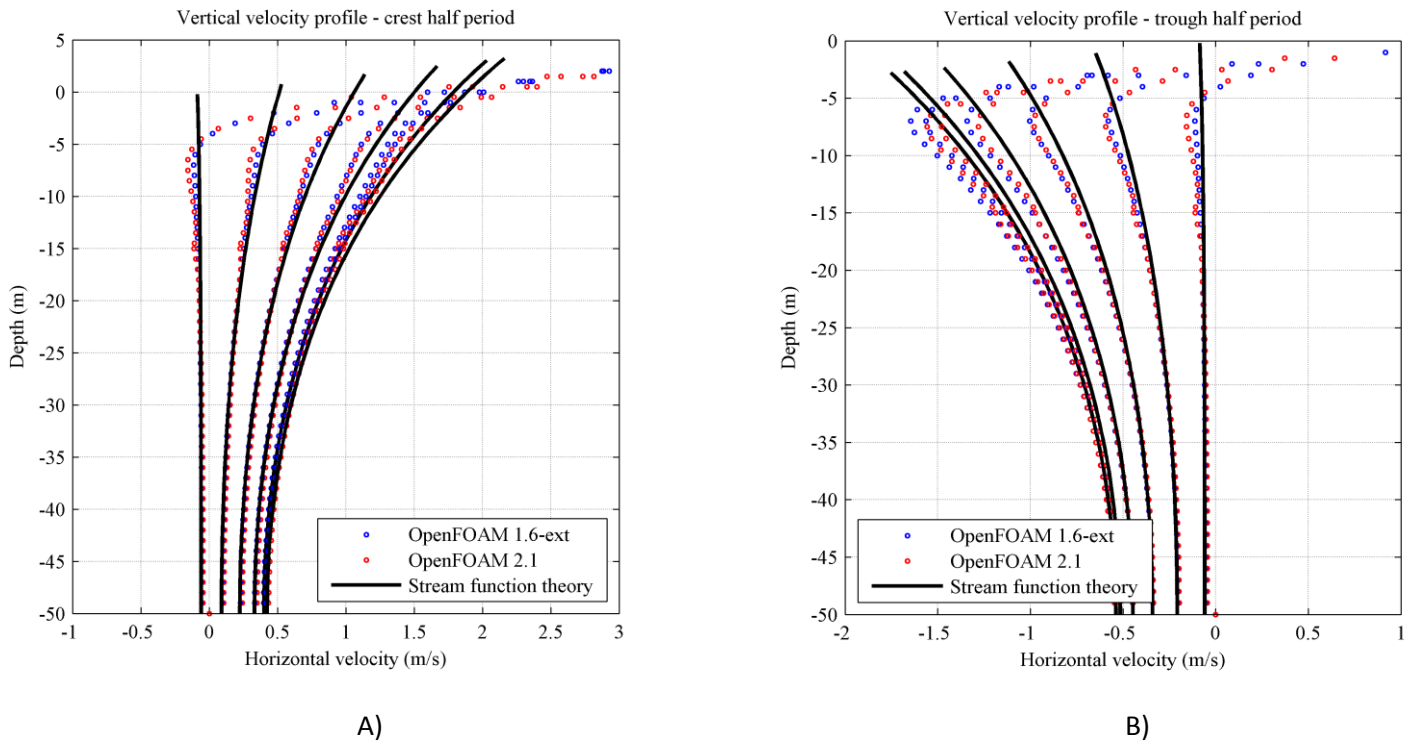 Vertical velocity profile - crest half period
5
0
-5
-10
-15
-20
-25
-30
-35
-40
-45
-50
Depth (m)
-1
-0.5
0
0.5
1
1.5
2
2.5
3
Horizontal velocity (m/s)
OpenFOAM 1.6-ext
OpenFOAM 2.1
Stream function theory
A)
Vertical velocity profile - trough half period
0
-5
-10
-15
-20
-25
-30
-35
-40
-45
-50
Depth (m)
-2
-1.5
-1
-0.5
0
0.5
1
Horizontal velocity (m/s)
OpenFOAM 1.6-ext
OpenFOAM 2.1
Stream function theory
B)